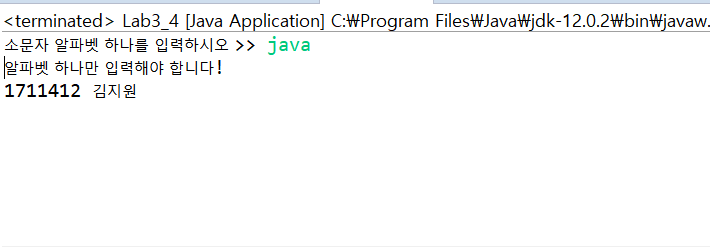 <terminated> Lab3_4 [Java Application] C:₩Program Files₩Java₩jdk-12.0.2₩bin₩javaw.
소문자 알파벳 하나를 입력하시오 >> java
알파벳 하나만 입력해야 합니다!
1711412 김지원